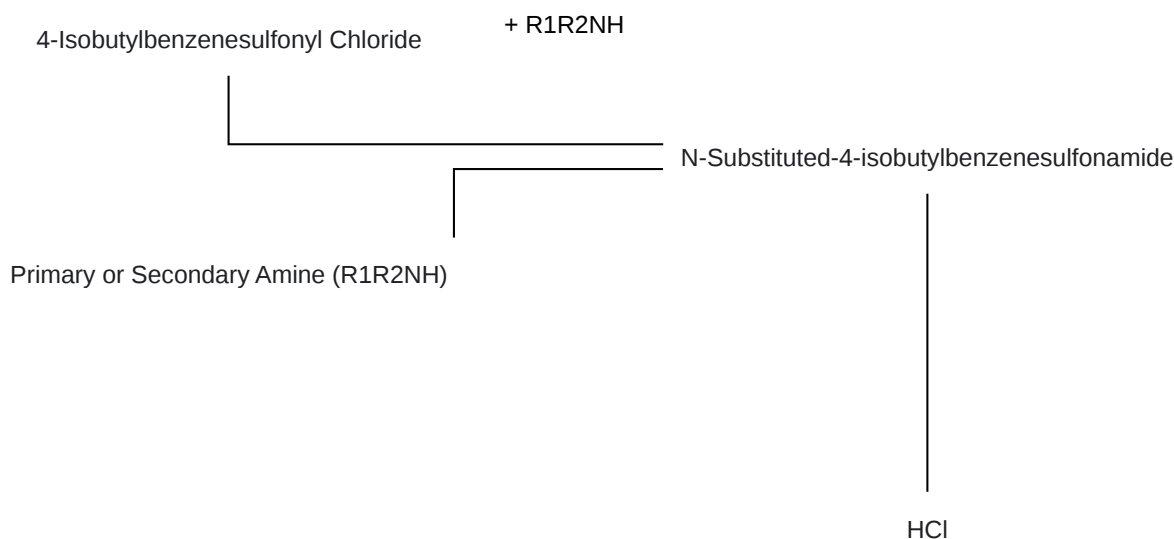 4-Isobutylbenzenesulfonyl Chloride
+ R1R2NH
N-Substituted-4-isobutylbenzenesulfonamide
Primary or Secondary Amine (R1R2NH)
HCl